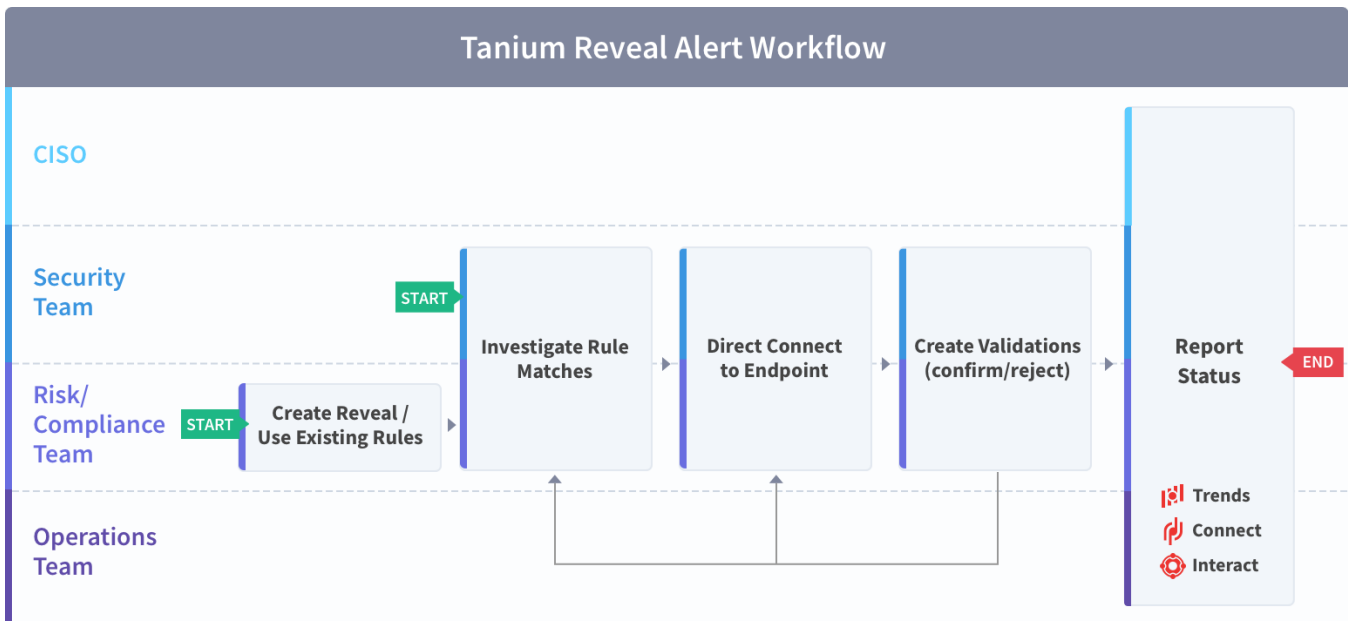 Tanium Reveal Alert Workflow
CISO
Security
Team
START
Investigate Rule
Matches
Direct Connect
to Endpoint
Create Validations
(confirm/reject)
Report
Status
END
Risk/
Compliance
Team
START
Create Reveal /
Use Existing Rules
Trends
Connect
Interact
Operations
Team